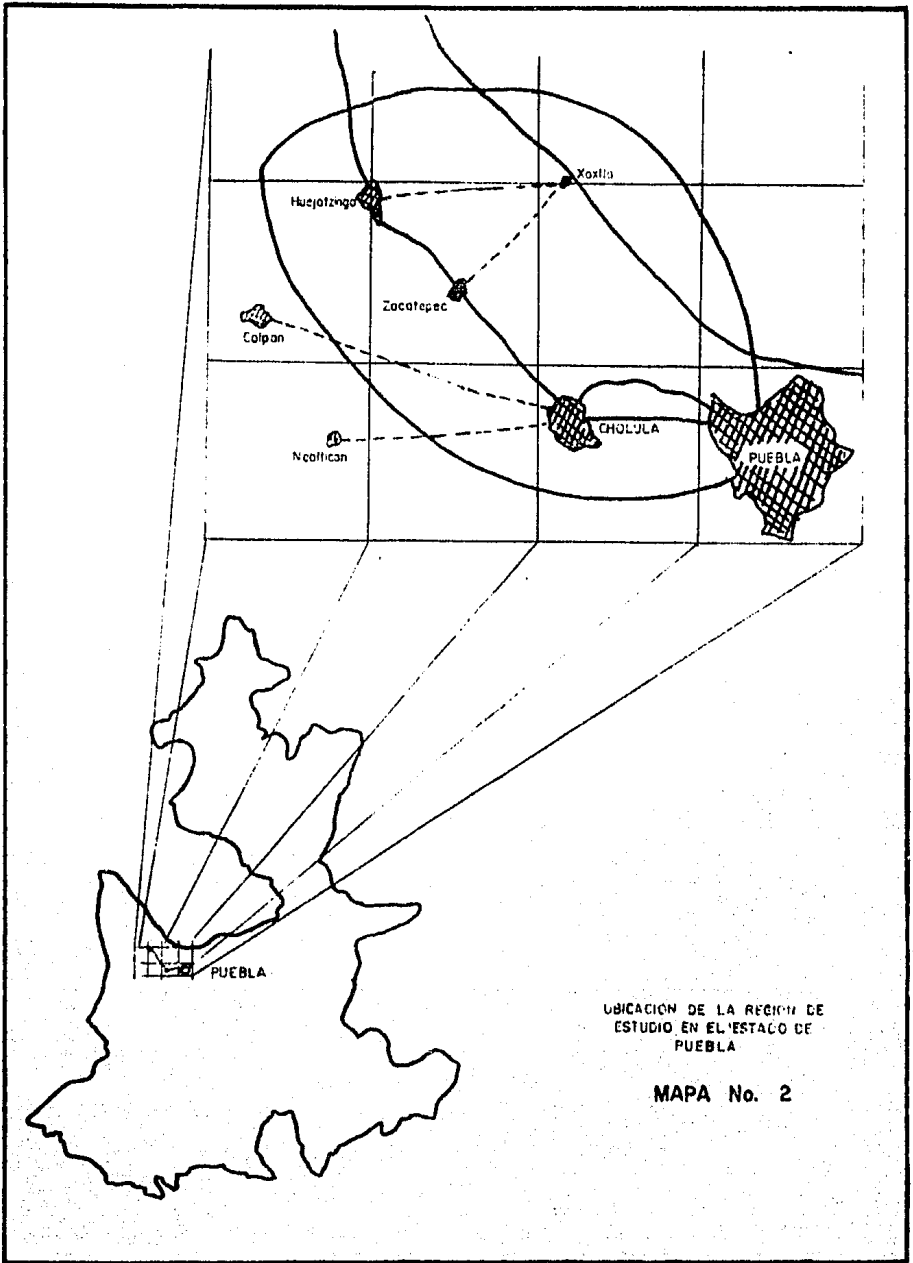 Xoxtla
Huejotzingo
Zacatepec
Calpan
CHOLULA
Nealtican
PUEBLA
PUEBLA
UBICACION DE LA REGION DE
ESTUDIO EN EL ESTADO DE
PUEBLA
MAPA No. 2